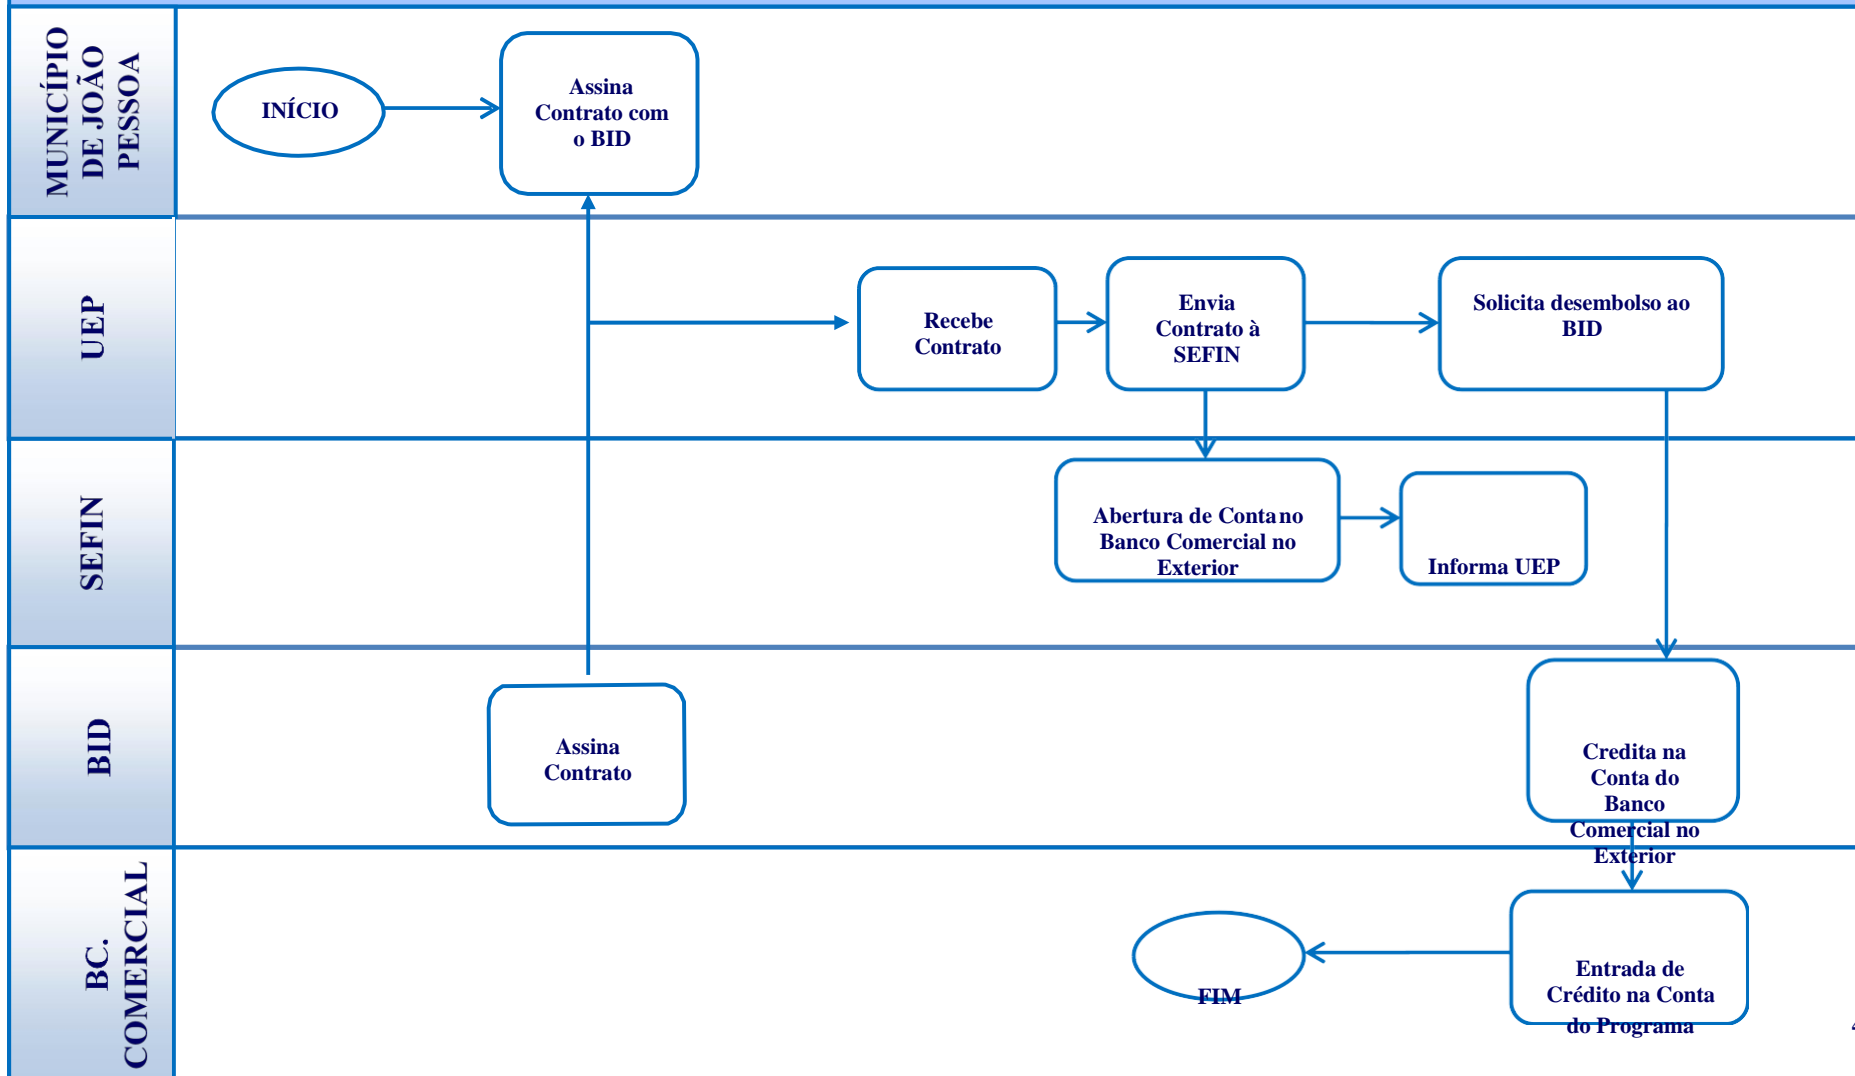 MUNICÍPIO
DE JOÃO
PESSOA
INÍCIO
Assina
Contrato com
o BID
UEP
Recebe
Contrato
Envia
Contrato à
SEFIN
Solicita desembolso ao
BID
SEFIN
Abertura de Conta no
Banco Comercial no
Exterior
Informa UEP
BID
Assina
Contrato
Credita na
Conta do
Banco
Comercial no
Exterior
BC.
COMERCIAL
FIM
Entrada de
Crédito na Conta
do Programa